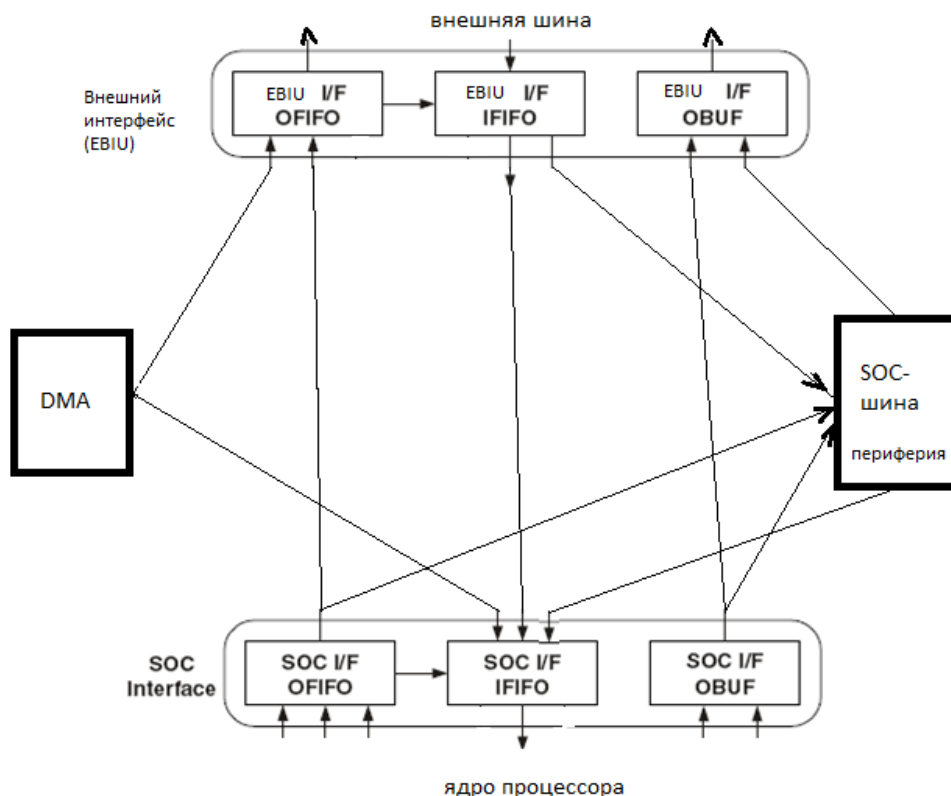 внешняя шина
Внешний
интерфейс
(EBIU)
EBIU I/F
OFIFO
EBIU I/F
IFIFO
EBIU I/F
OBUF
DMA
SOC-
шина
периферия
SOC
Interface
SOC I/F
OFIFO
SOC I/F
IFIFO
SOC I/F
OBUF
ядро процессора